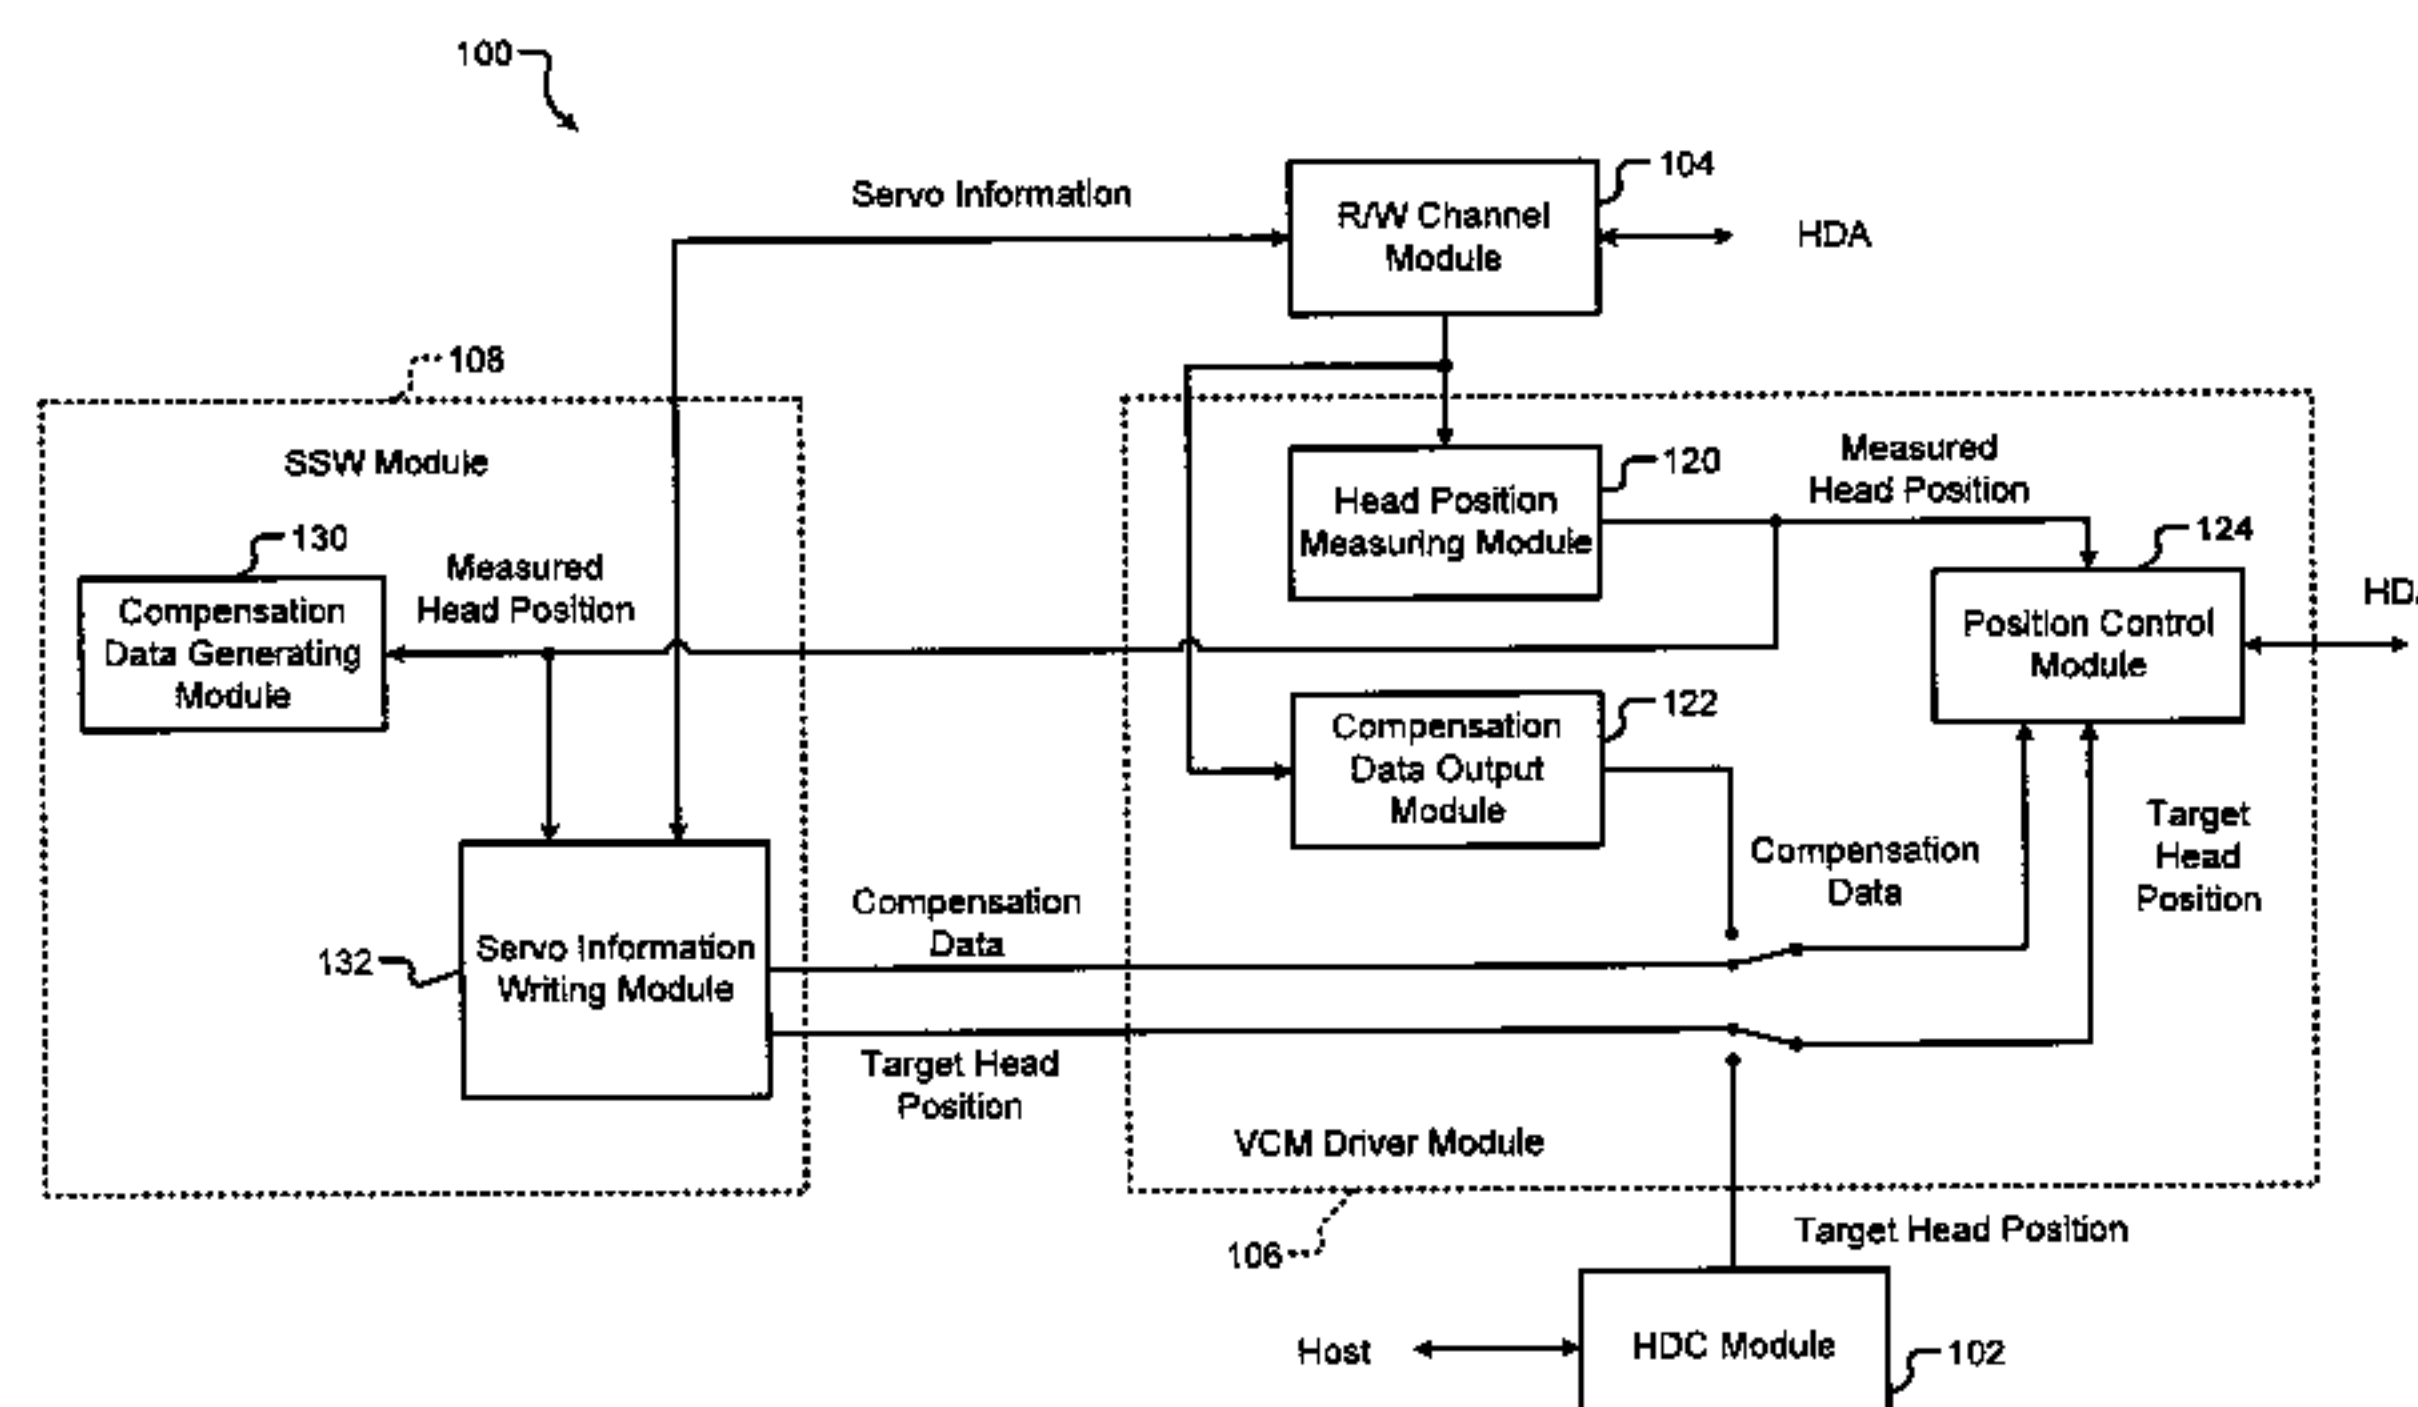 100
104
Servo Information
R/W Channel
Module
HDA
108
SSW Module
120
Measured
Head Position
Head Position
Measuring Module
124
130
Measured
Head Position
Compensation
Data Generating
Module
HD
Position Control
Module
122
Compensation
Data Output
Module
Target
Head
Position
Compensation
Data
Compensation
Data
132
Servo Information
Writing Module
Target Head
Position
VCM Driver Module
106
Target Head Position
Host
HDC Module
102